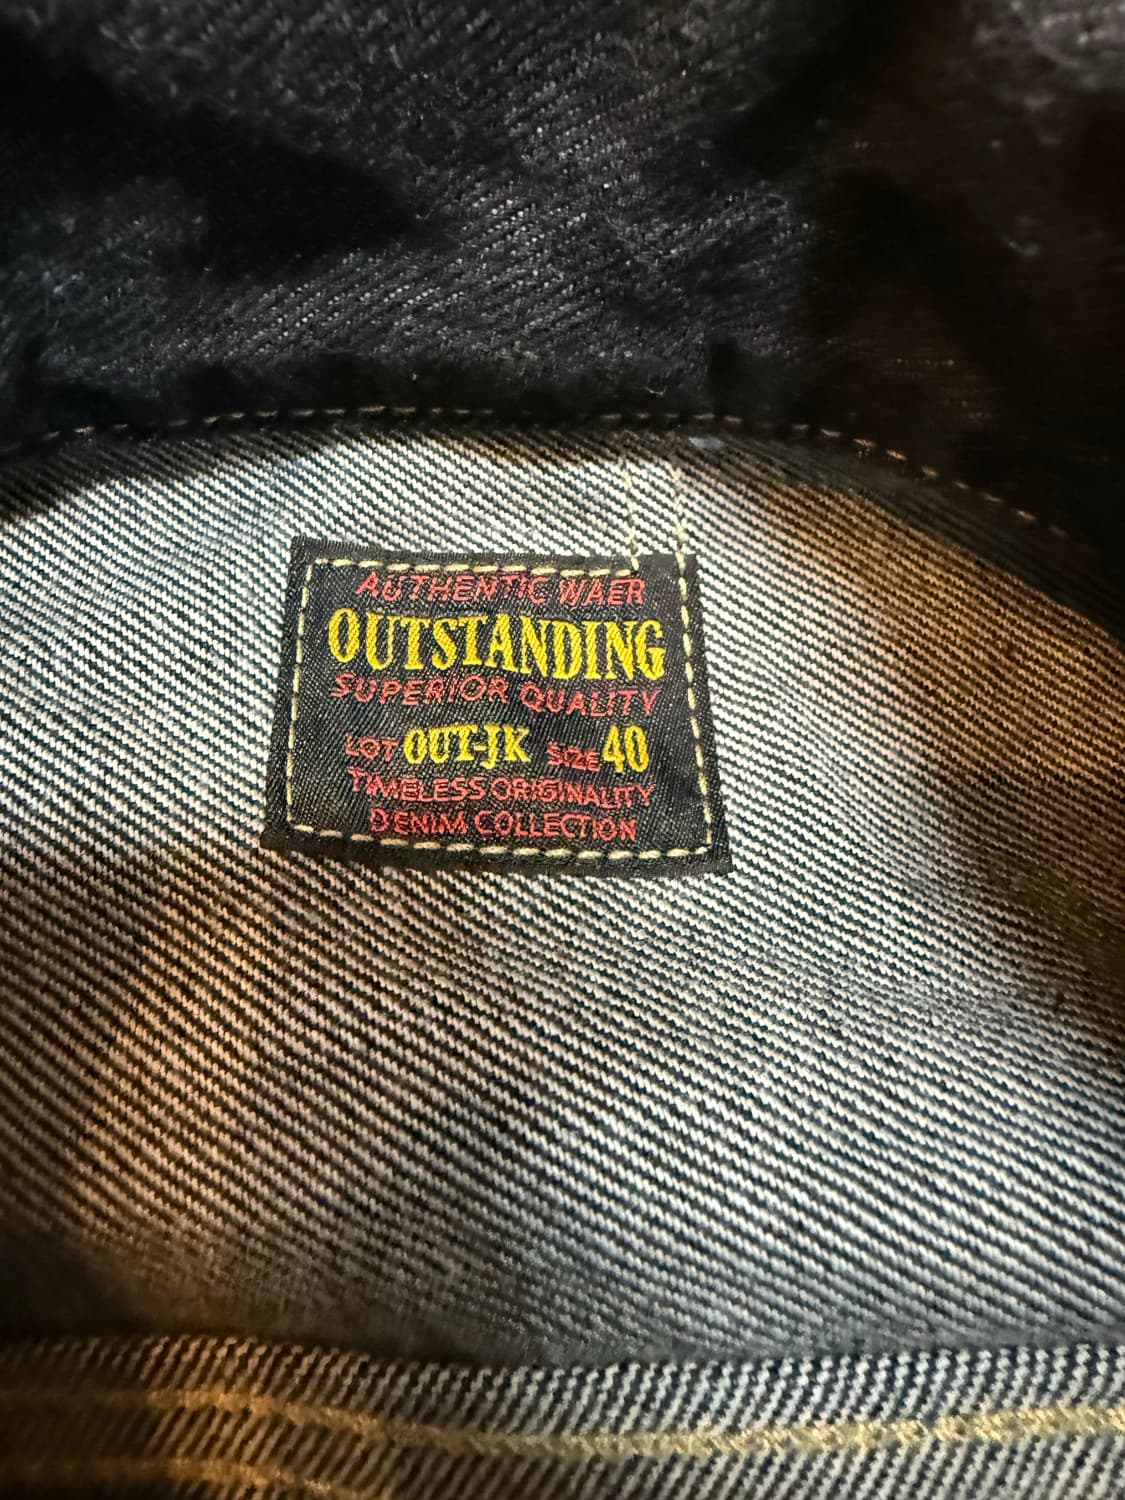 AUTHENTIC WAER
OUTSTANDING
SUPERIOR QUALITY
LOT OUT-JK SIZE 40
TIMELESS ORIGINALITY
DENIM COLLECTION